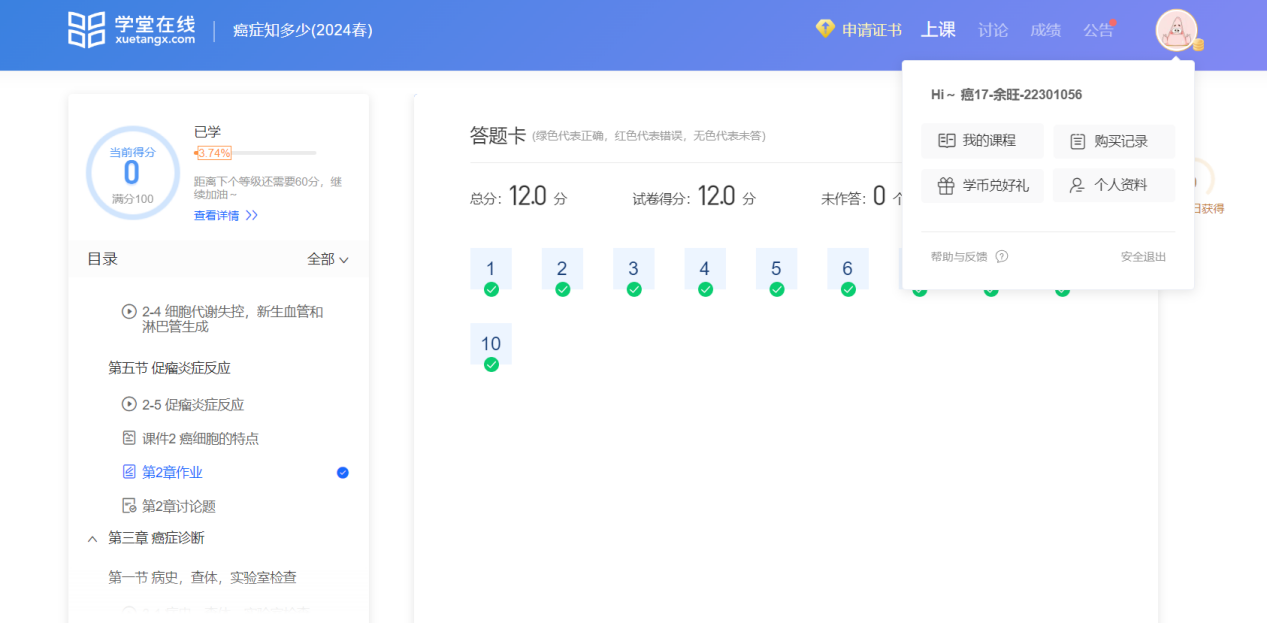 学堂在线
xuetangx.com
癌症知多少(2024春)
申请证书
上课
讨论
成绩
公告
Hi ~ 癌17-余旺-22301056
我的课程
购买记录
学币兑好礼
个人资料
帮助与反馈 ?
安全退出
日获得
当前得分
0
满分100
已学
3.74%
距离下个等级还需要60分，继
续加油~
查看详情
目录
全部
2-4 细胞代谢失控，新生血管和
淋巴管生成
第五节 促瘤炎症反应
2-5 促瘤炎症反应
课件2 癌细胞的特点
第2章作业
第2章讨论题
第三章 癌症诊断
第一节 病史，查体，实验室检查
答题卡 (绿色代表正确，红色代表错误，无色代表未答)
总分： 12.0 分
试卷得分： 12.0 分
未作答： 0 个
1
2
3
4
5
6
10